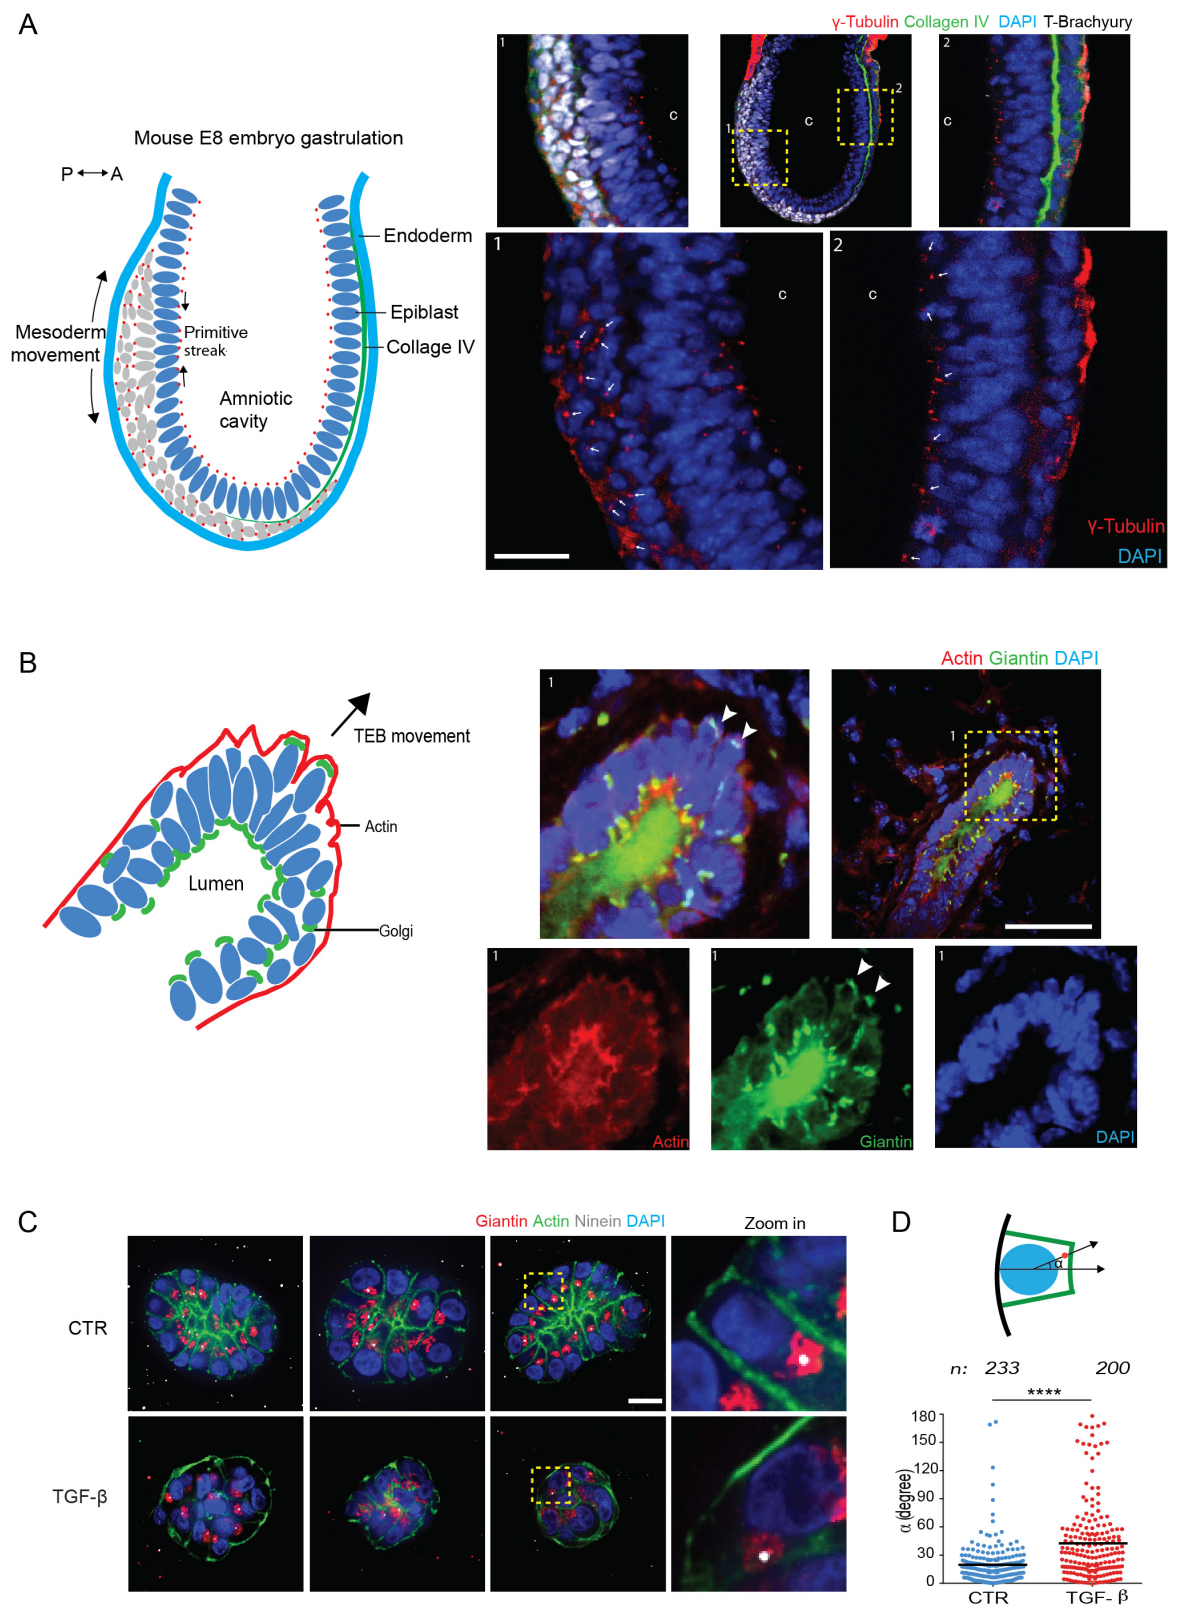 A
γ-Tubulin Collagen IV DAPI T-Brachyury
Mouse E8 embryo gastrulation
P A
Endoderm
Epiblast
Collage IV
Mesoderm
movement
Primitive
streak
Amniotic
cavity
1
c
1
c
2
2
c
1
c
2
c
γ-Tubulin
DAPI
B
Actin Giantin DAPI
TEB movement
Actin
Lumen
Golgi
1
1
1
Actin
1
Giantin
1
DAPI
C
Giantin Actin Ninein DAPI
Zoom in
CTR
TGF-β
D
α
n: 233 200
****
α (degree)
180
150
120
90
60
30
0
CTR TGF- β